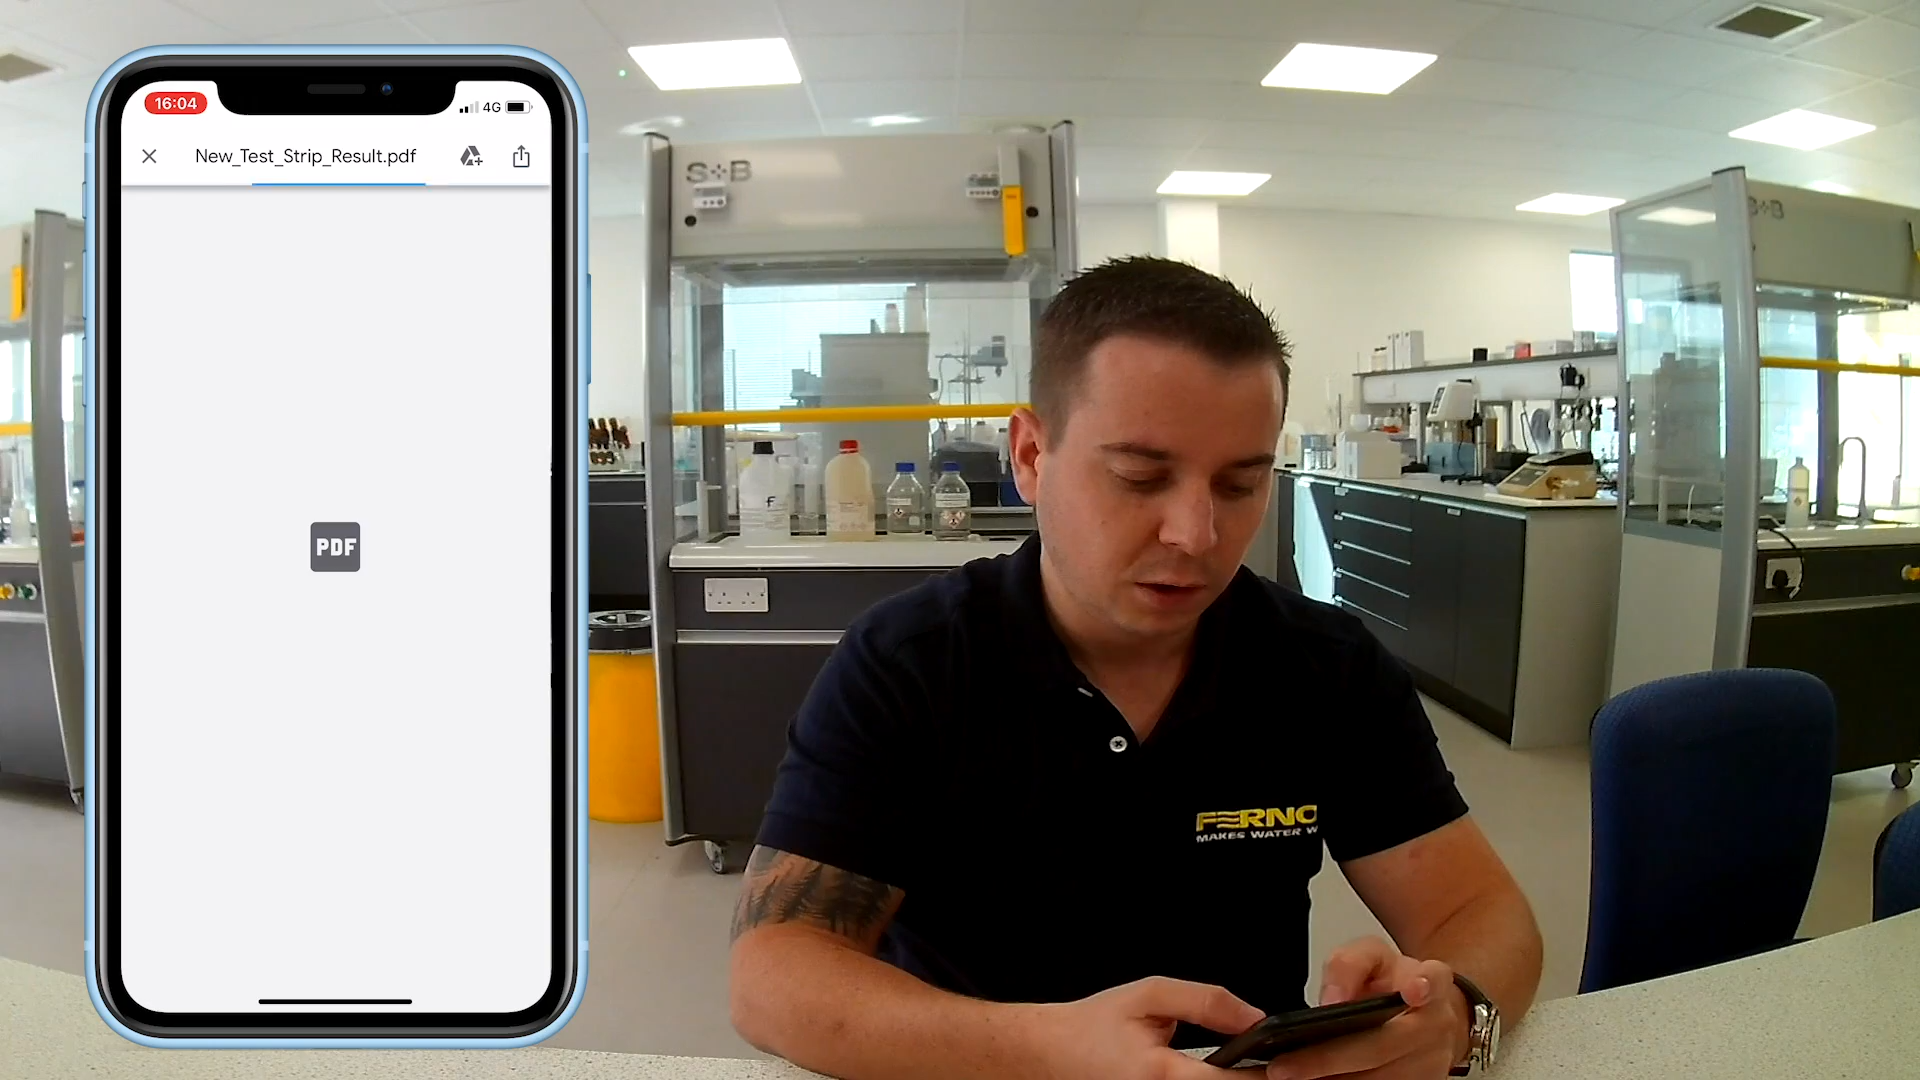 16:04
4G
New_Test_Strip_Result.pdf
PDF
S+B
S+B
f
FERNO
MAKES WATER W